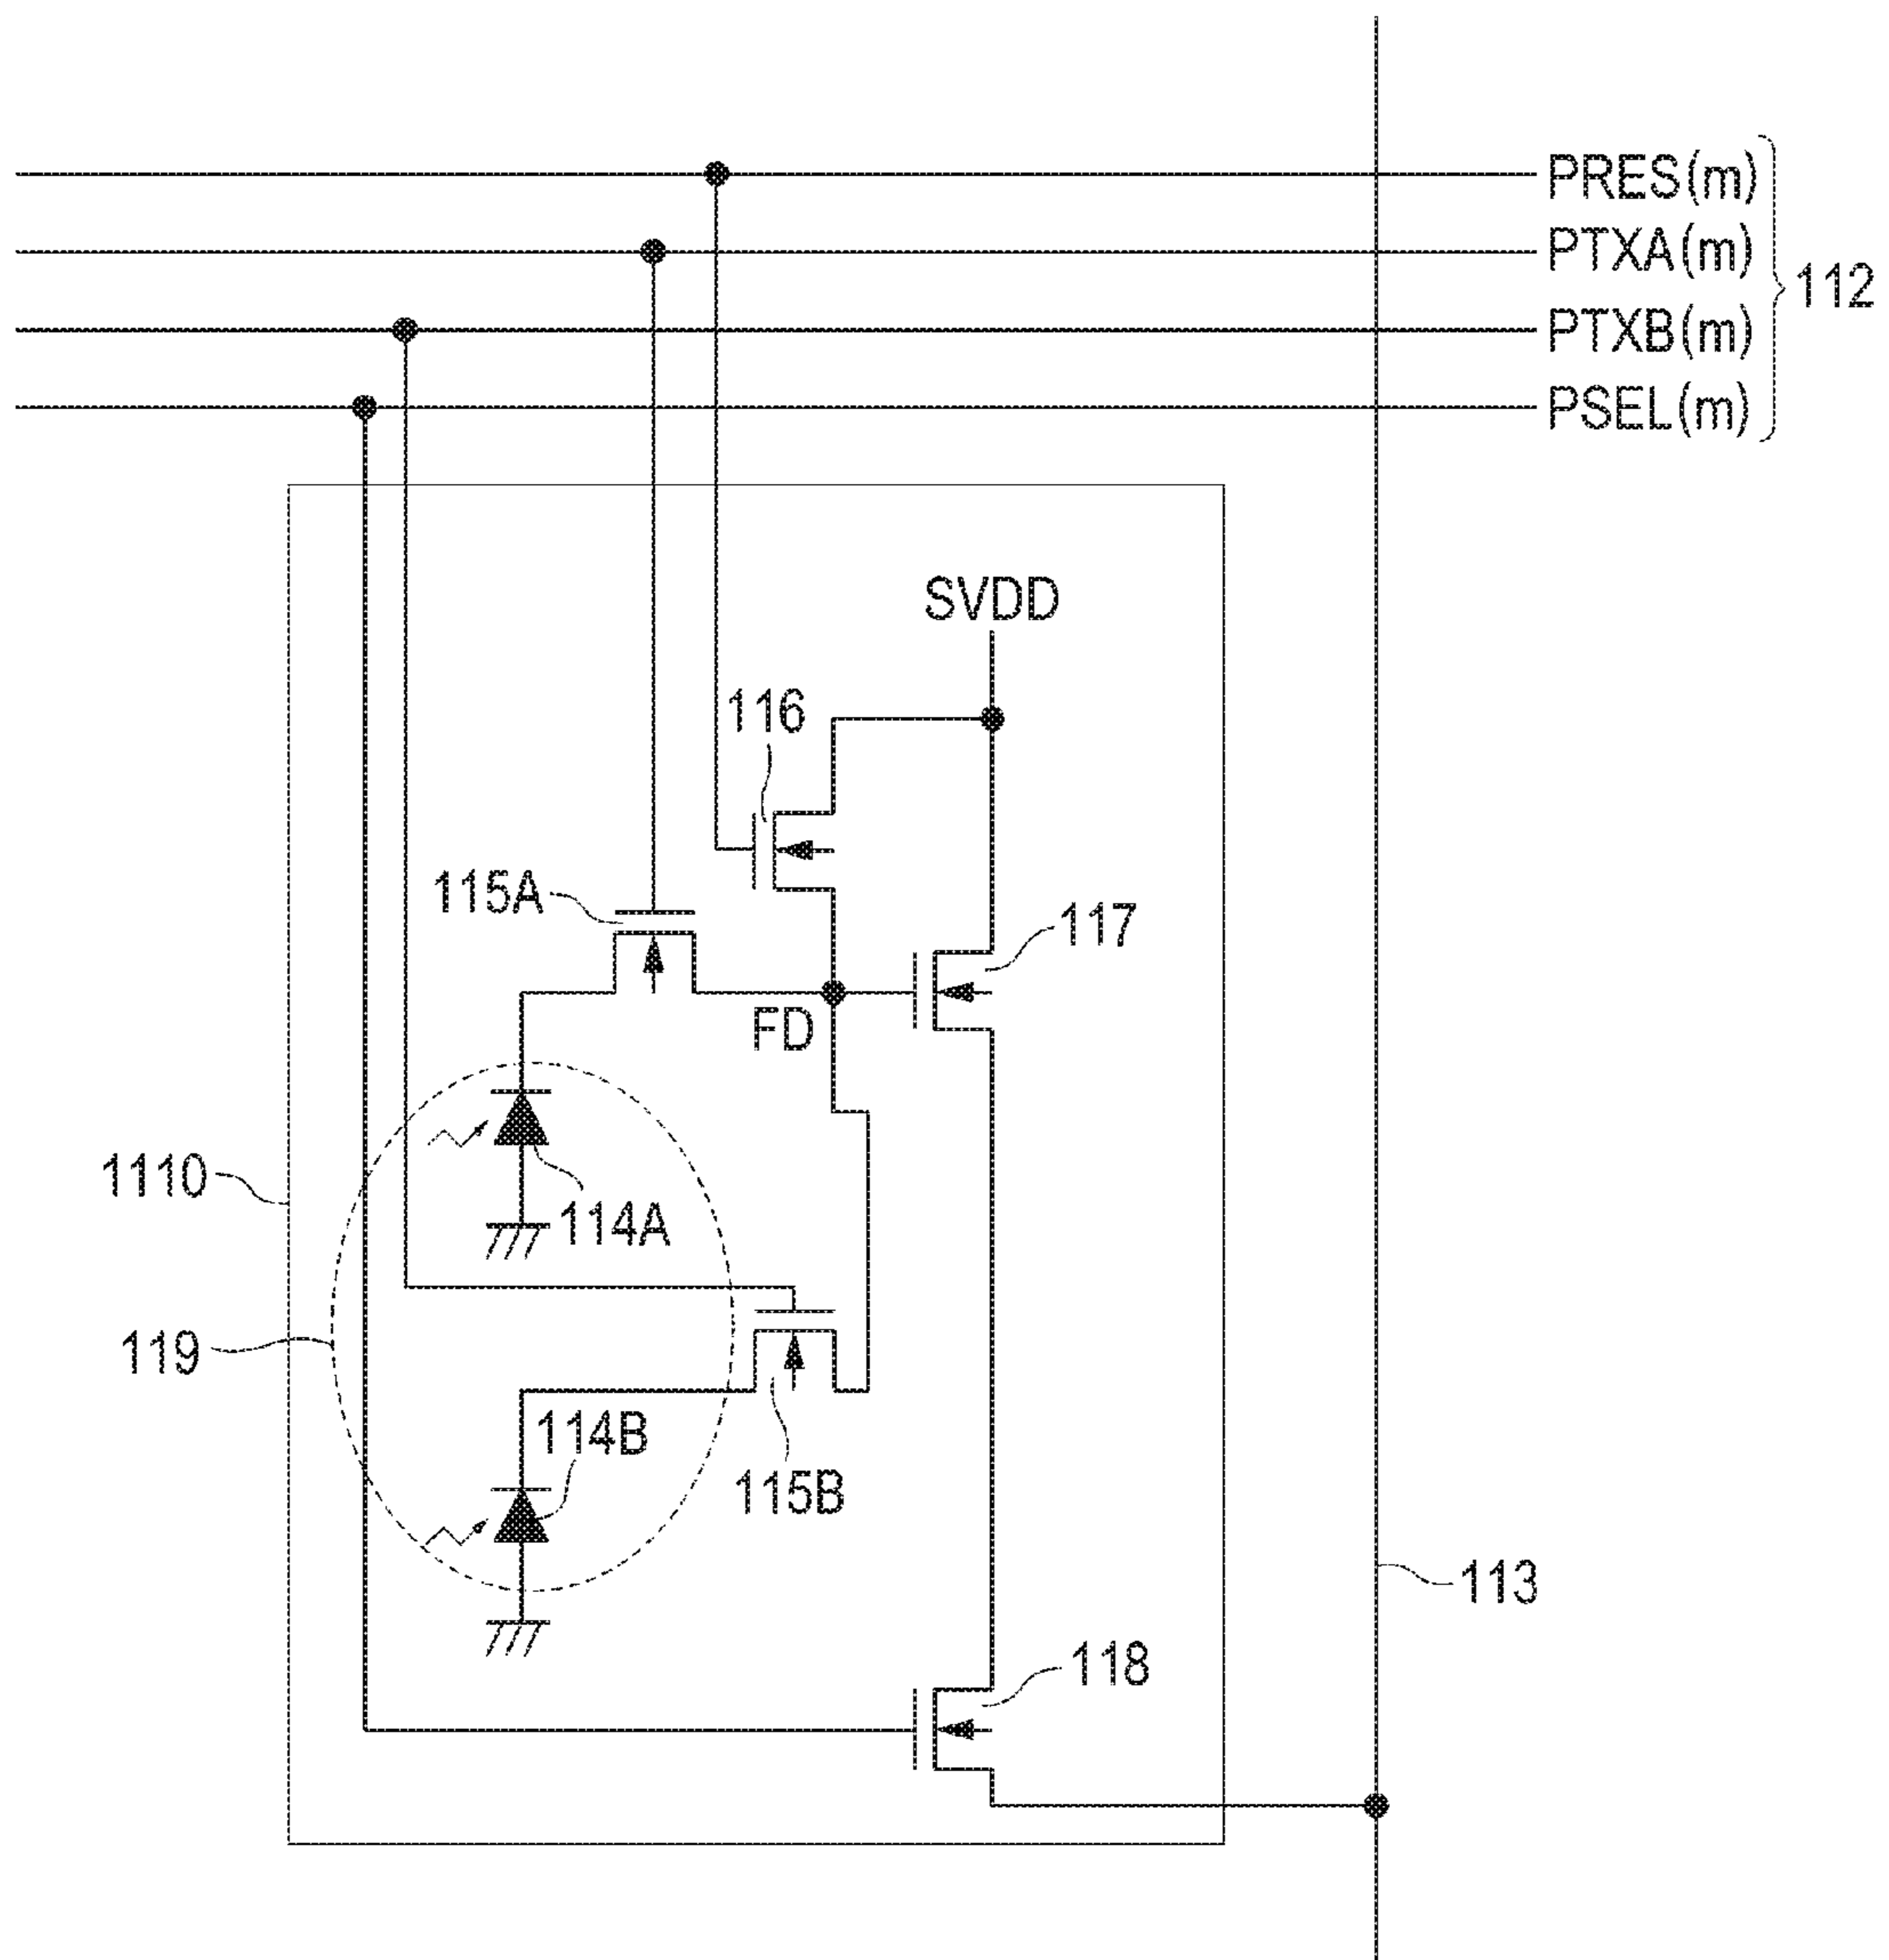 PRES(m)
PTXA(m)
112
PTXB(m)
PSEL(m)
SVDD
116
115A
117
FD
1110
114A
119
114B
115B
113
118